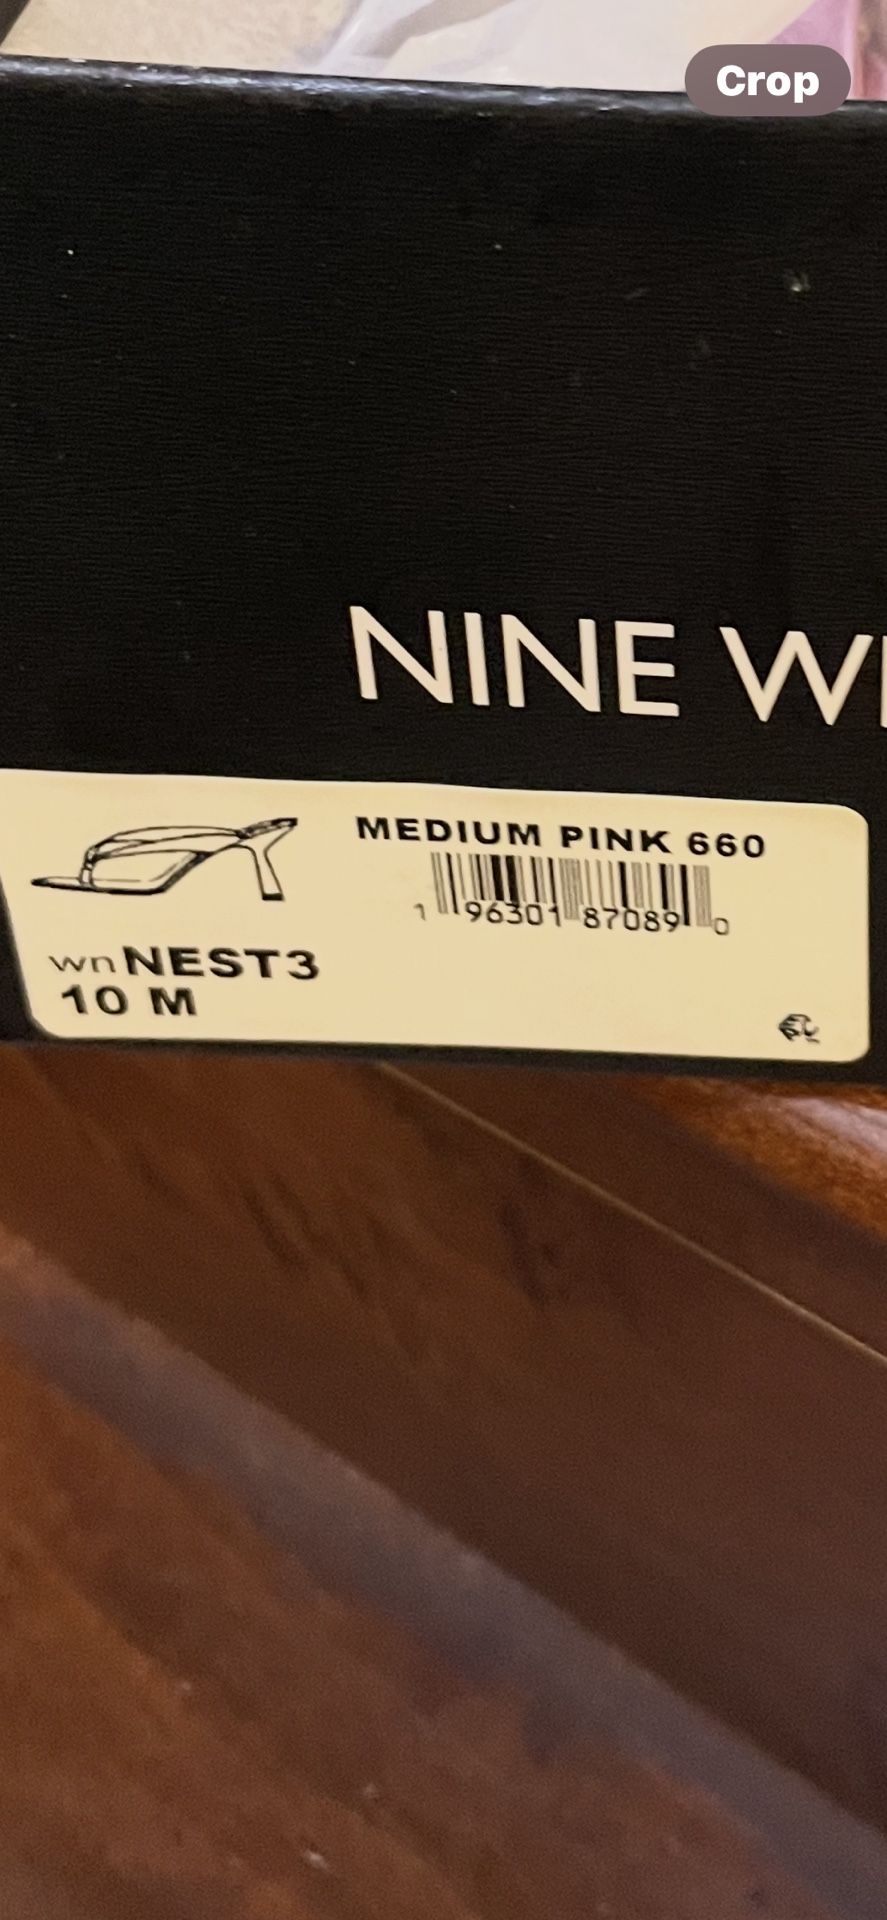 Crop
NINE W
MEDIUM PINK 660
1 96301 87089 0
wnNEST3
10 M